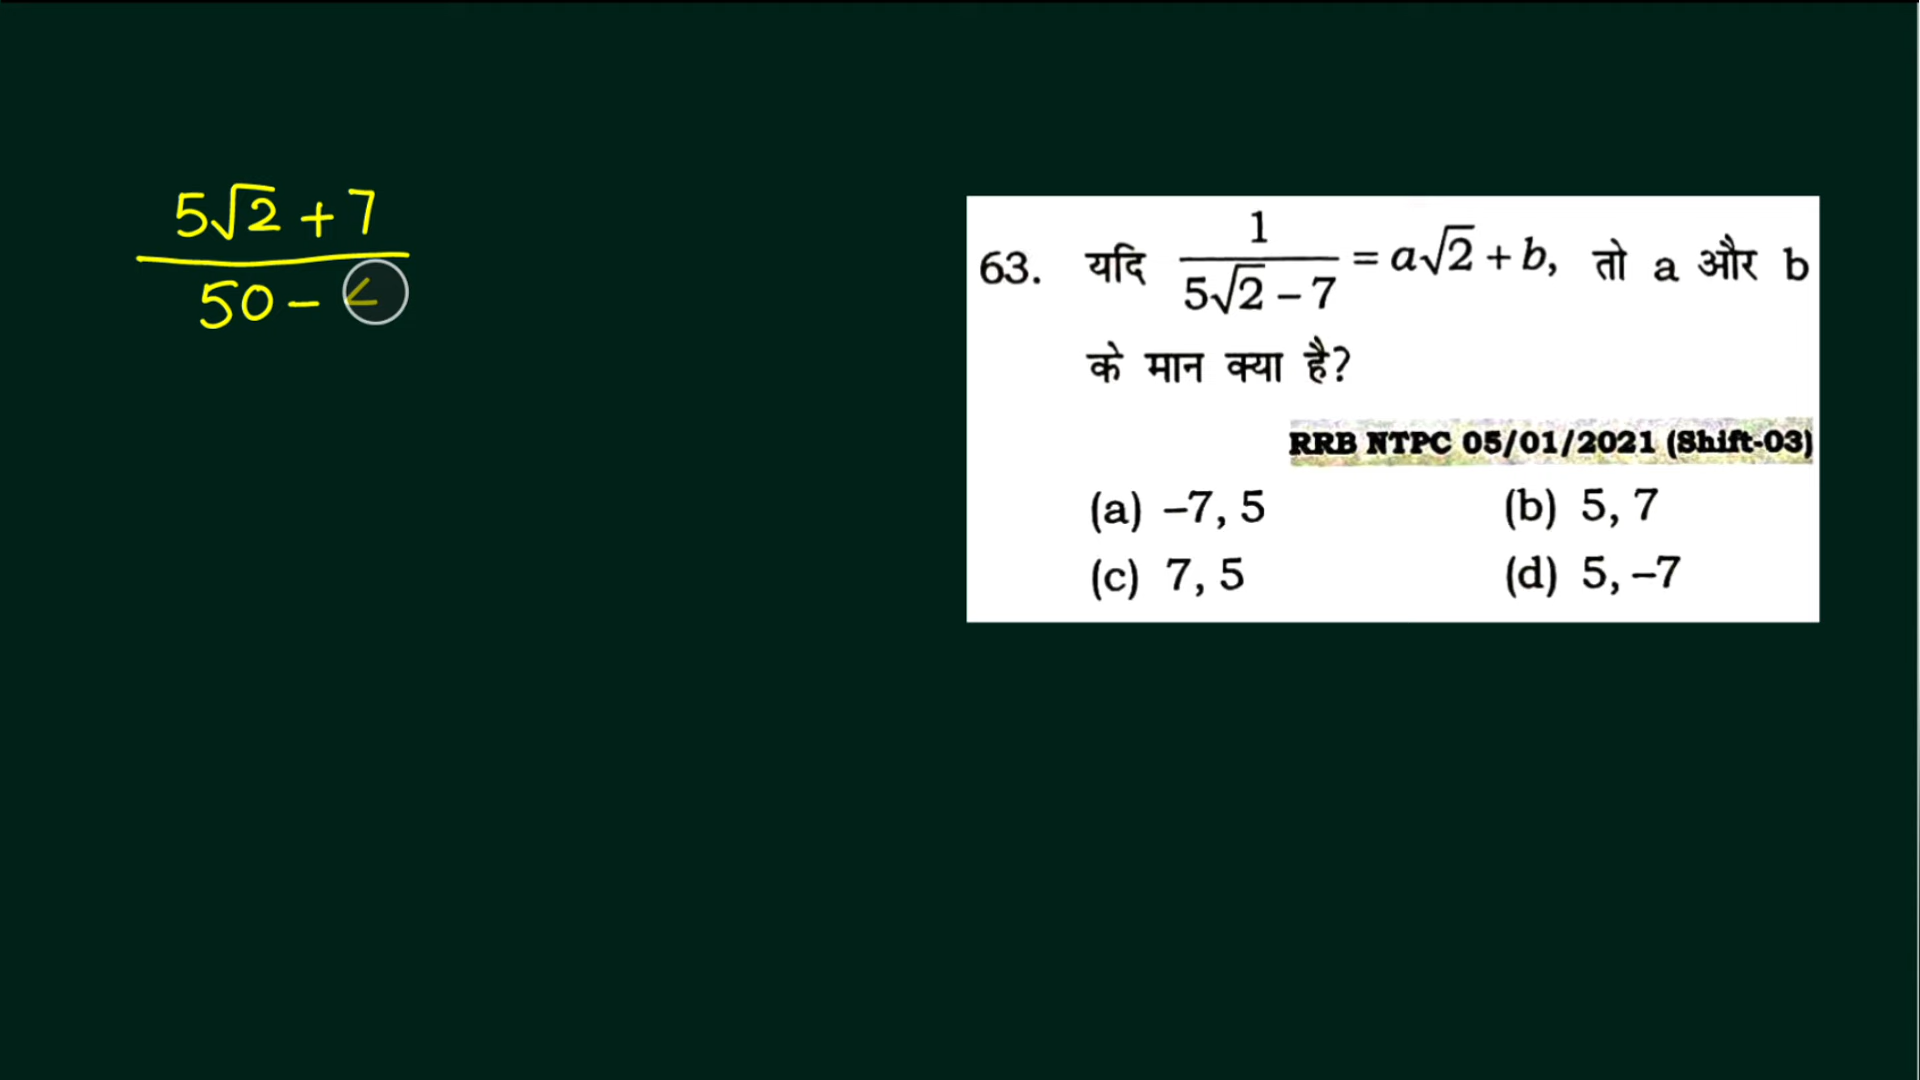 5√2 + 7
50 -
63. यदि 1/(5√2 – 7) = a√2 + b, तो a और b
के मान क्या है?
RRB NTPC 05/01/2021 (Shift-03)
(a) –7, 5 (b) 5, 7
(c) 7, 5 (d) 5, –7